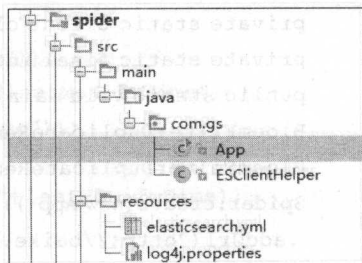 spider
src
main
java
com.gs
App
ESClientHelper
resources
elasticsearch.yml
log4j.properties